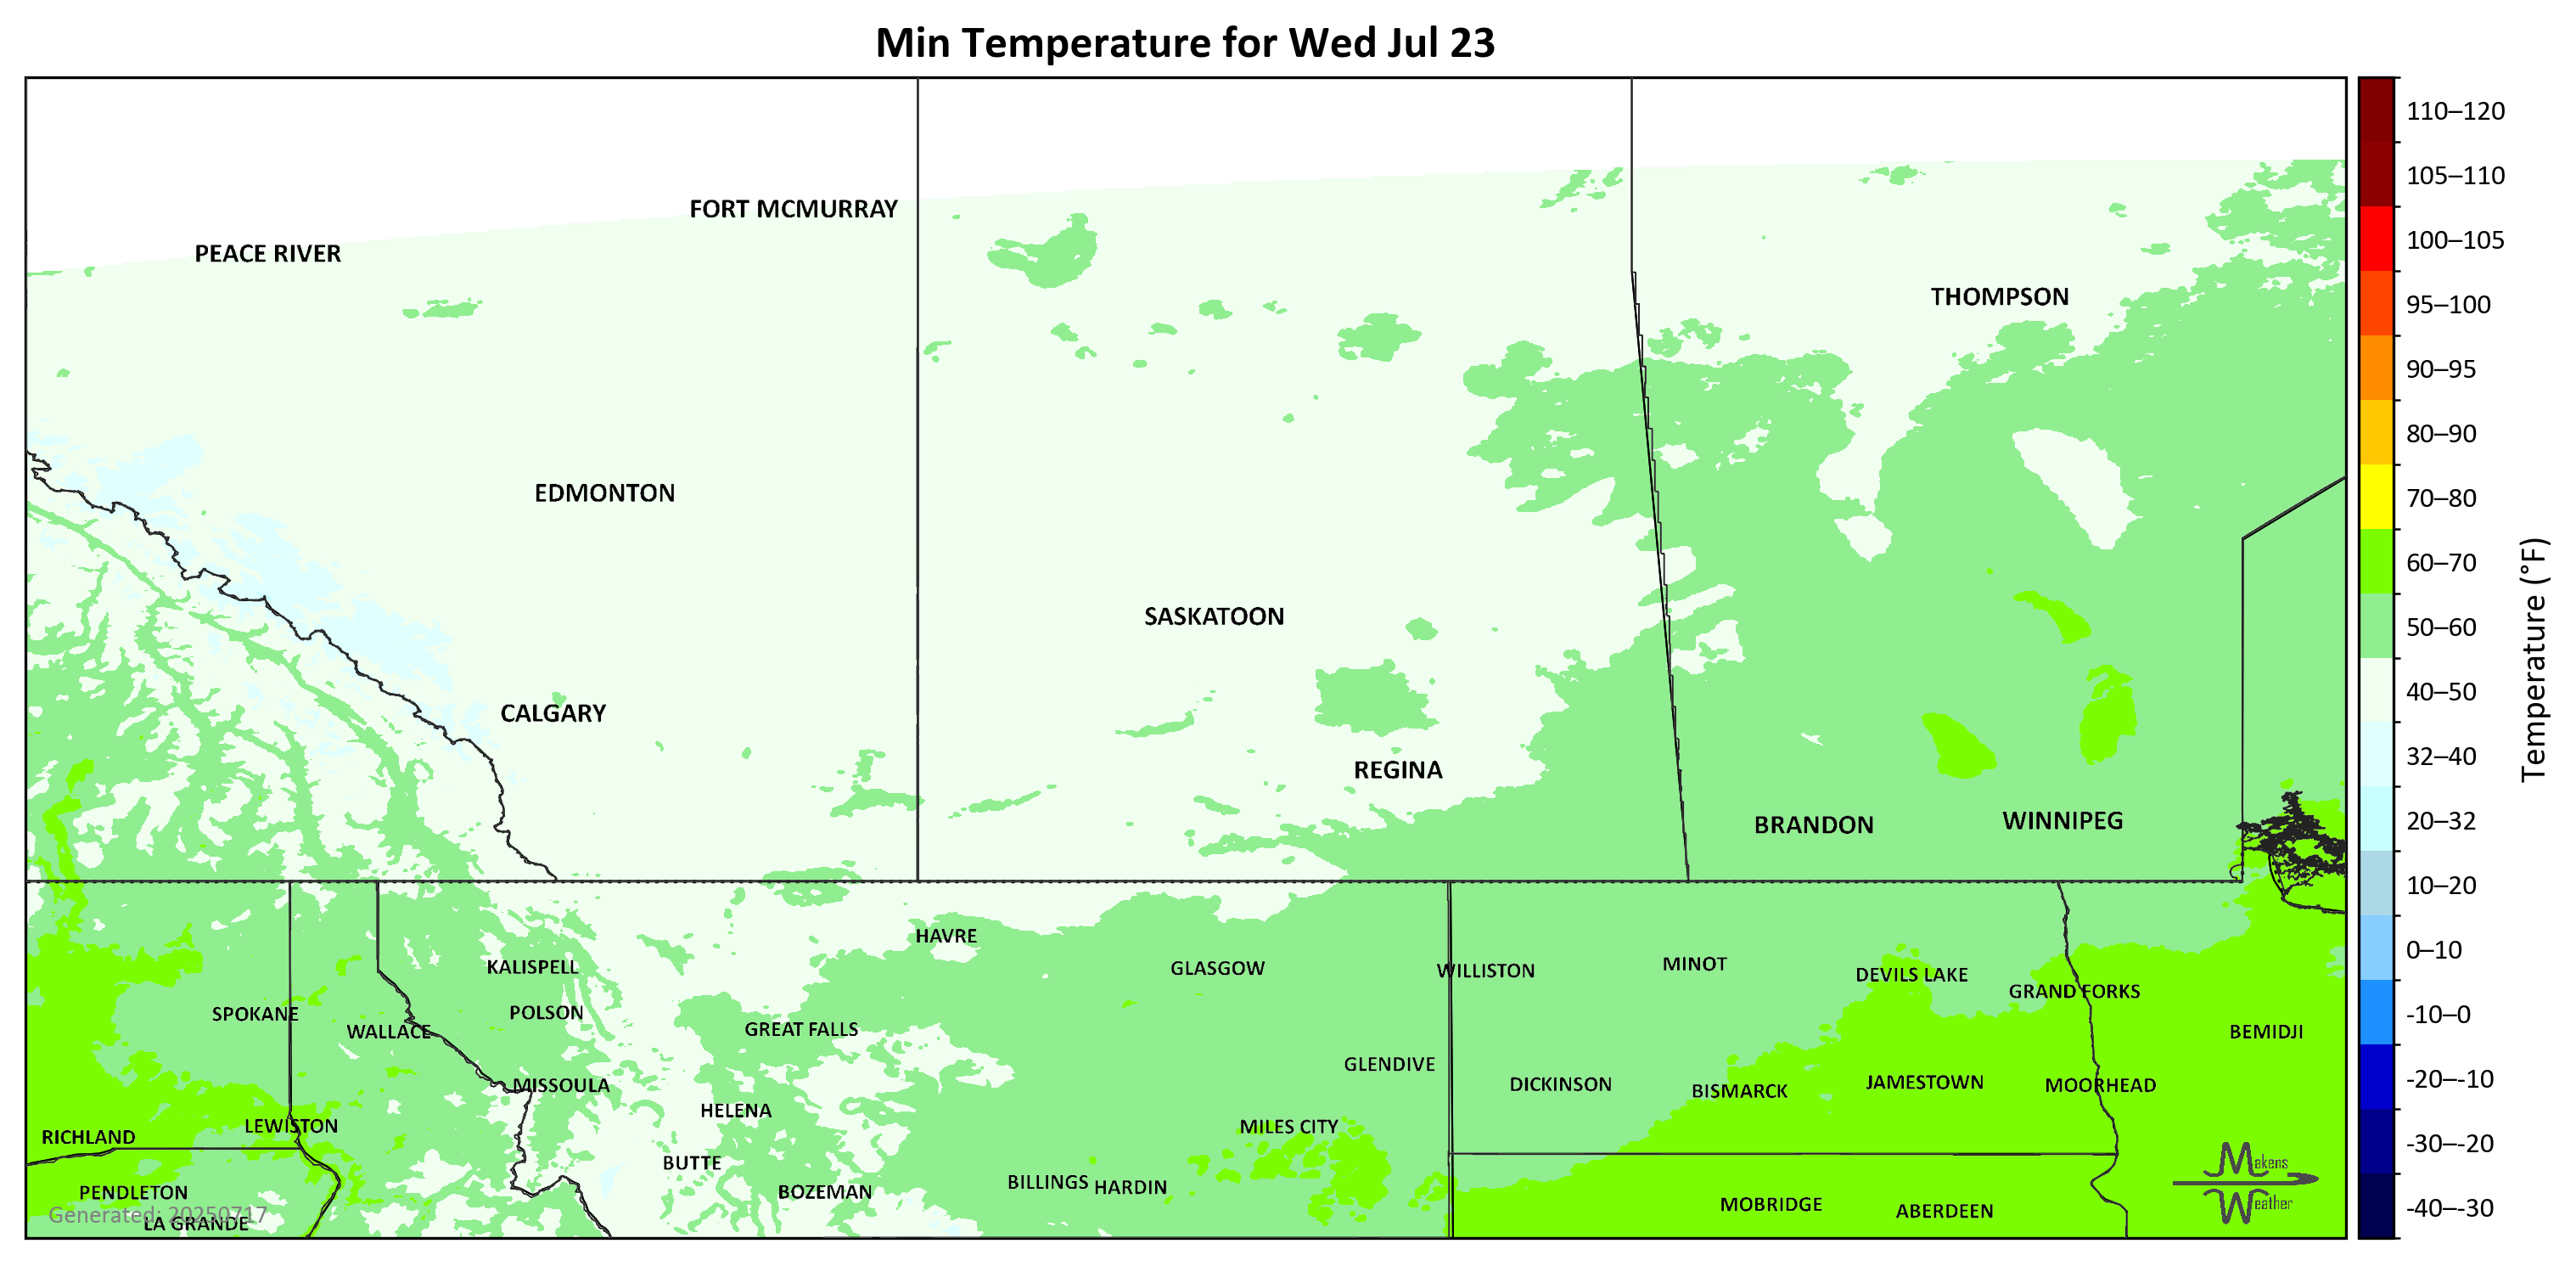 Min Temperature for Wed Jul 23
110–120
105–110
FORT MCMURRAY
100–105
PEACE RIVER
THOMPSON
95–100
90–95
80–90
EDMONTON
70–80
60–70
SASKATOON
50–60
Temperature (°F)
40–50
CALGARY
32–40
REGINA
BRANDON
WINNIPEG
20–32
10–20
HAVRE
0–10
KALISPELL
GLASGOW
WILLISTON
MINOT
DEVILS LAKE
GRAND FORKS
SPOKANE
POLSON
-10–0
WALLACE
GREAT FALLS
BEMIDJI
GLENDIVE
-20–-10
MISSOULA
DICKINSON
BISMARCK
JAMESTOWN
MOORHEAD
HELENA
LEWISTON
MILES CITY
RICHLAND
-30–-20
BUTTE
Makens
Weather
PENDLETON
BOZEMAN
BILLINGS
HARDIN
MOBRIDGE
ABERDEEN
-40–-30
Generated: 20250717
LA GRANDE